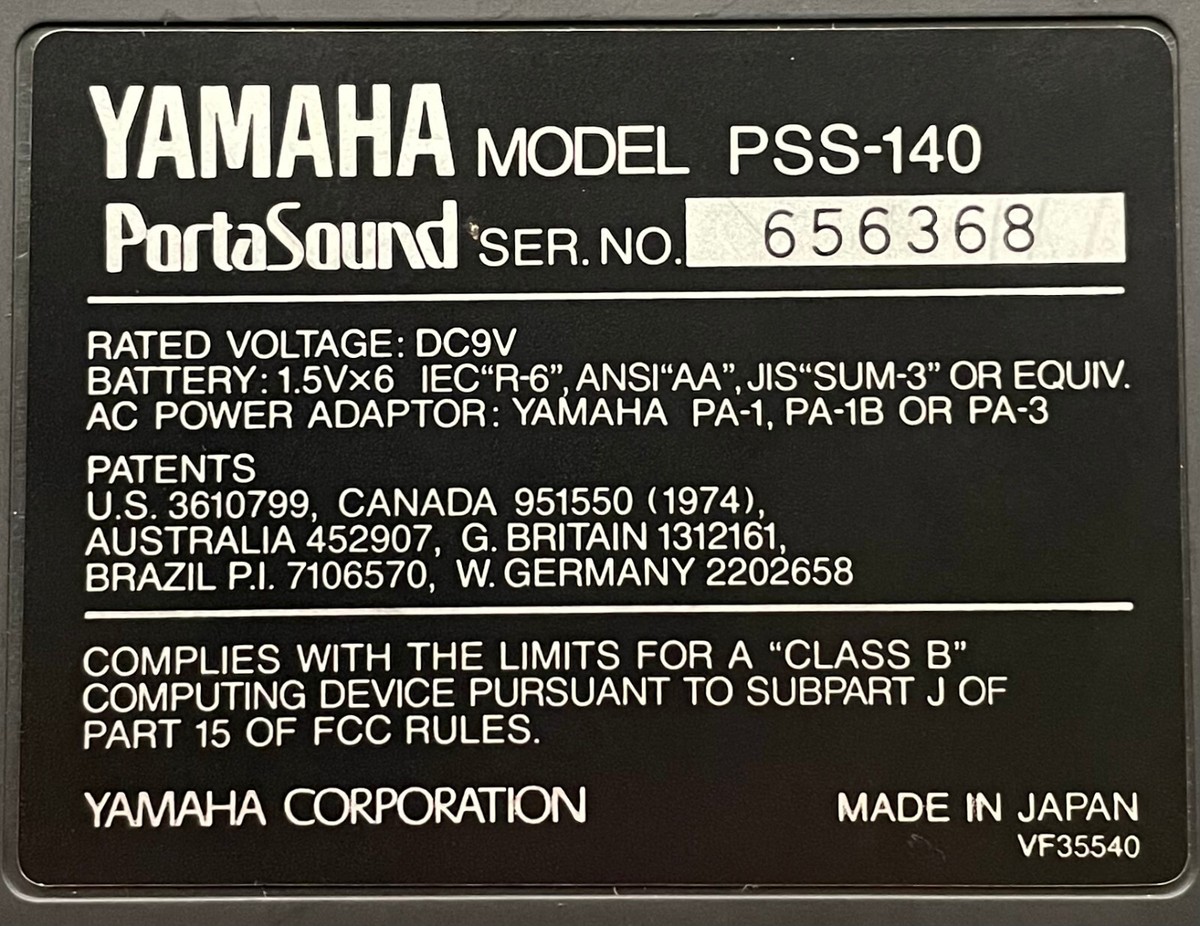 YAMAHA MODEL PSS-140
PortaSound SER. NO. 656368
RATED VOLTAGE: DC9V
BATTERY: 1.5V×6 IEC“R-6”, ANSI“AA”, JIS“SUM-3” OR EQUIV.
AC POWER ADAPTOR: YAMAHA PA-1, PA-1B OR PA-3
PATENTS
U.S. 3610799, CANADA 951550 (1974),
AUSTRALIA 452907, G. BRITAIN 1312161,
BRAZIL P.I. 7106570, W. GERMANY 2202658
COMPLIES WITH THE LIMITS FOR A “CLASS B”
COMPUTING DEVICE PURSUANT TO SUBPART J OF
PART 15 OF FCC RULES.
YAMAHA CORPORATION MADE IN JAPAN
VF35540